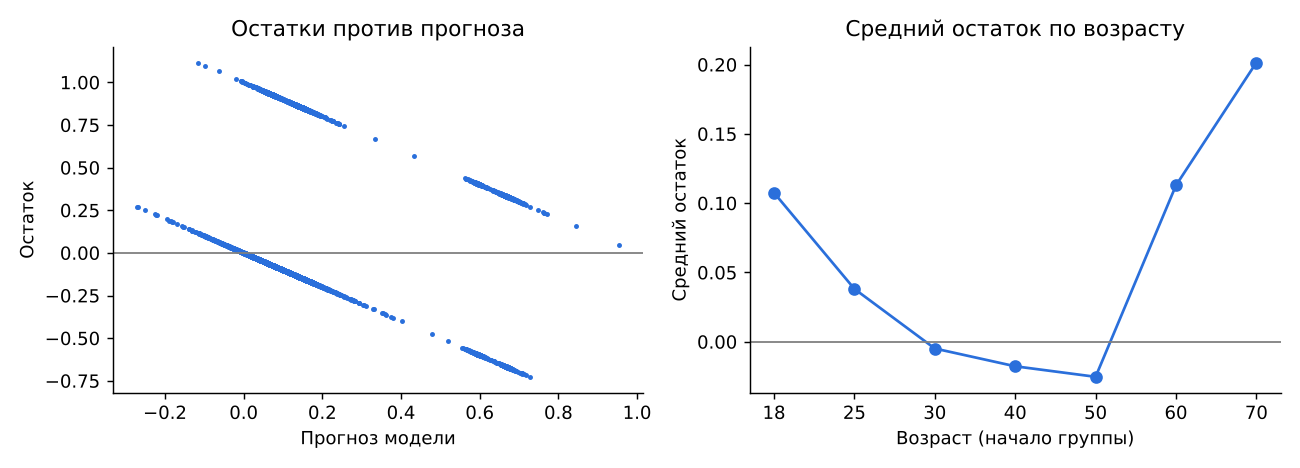 Остатки против прогноза
Остаток
1.00
0.75
0.50
0.25
0.00
−0.25
−0.50
−0.75
−0.2 0.0 0.2 0.4 0.6 0.8 1.0
Прогноз модели
Средний остаток по возрасту
Средний остаток
0.20
0.15
0.10
0.05
0.00
18 25 30 40 50 60 70
Возраст (начало группы)